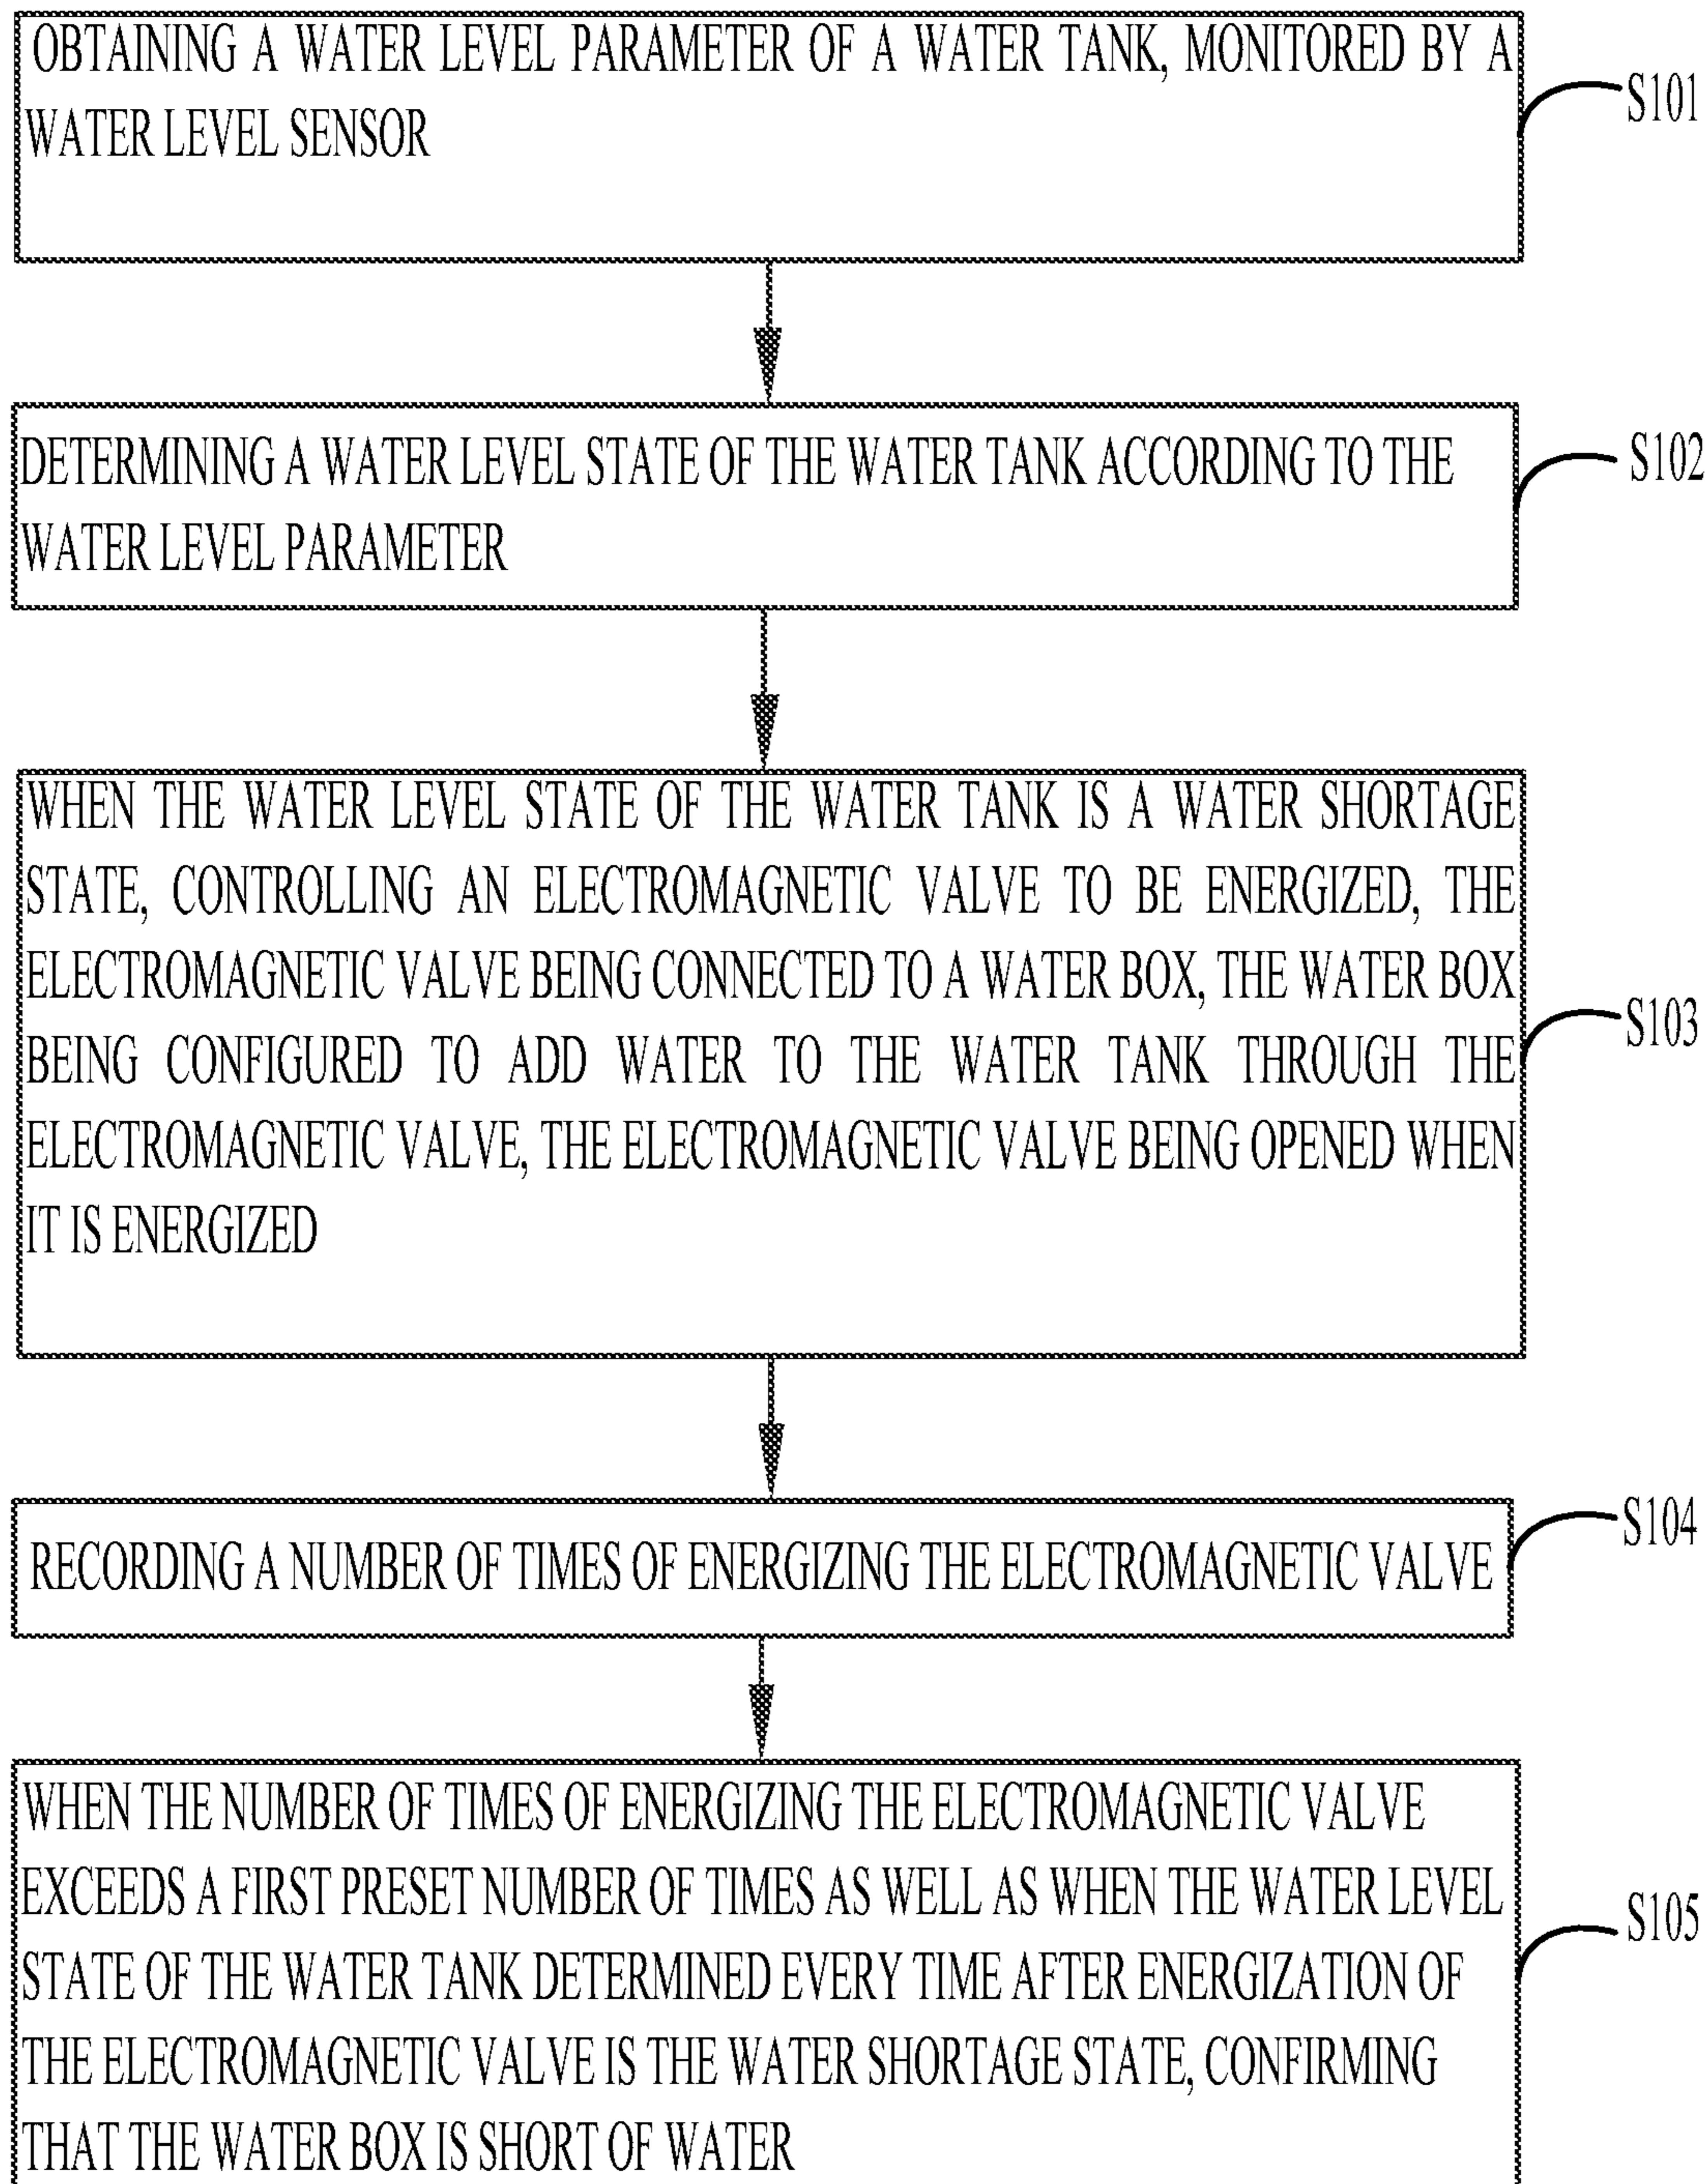 OBTAINING A WATER LEVEL PARAMETER OF A WATER TANK, MONITORED BY A
WATER LEVEL SENSOR
S101
DETERMINING A WATER LEVEL STATE OF THE WATER TANK ACCORDING TO THE
WATER LEVEL PARAMETER
S102
WHEN THE WATER LEVEL STATE OF THE WATER TANK IS A WATER SHORTAGE
STATE, CONTROLLING AN ELECTROMAGNETIC VALVE TO BE ENERGIZED, THE
ELECTROMAGNETIC VALVE BEING CONNECTED TO A WATER BOX, THE WATER BOX
BEING CONFIGURED TO ADD WATER TO THE WATER TANK THROUGH THE
ELECTROMAGNETIC VALVE, THE ELECTROMAGNETIC VALVE BEING OPENED WHEN
IT IS ENERGIZED
S103
RECORDING A NUMBER OF TIMES OF ENERGIZING THE ELECTROMAGNETIC VALVE
S104
WHEN THE NUMBER OF TIMES OF ENERGIZING THE ELECTROMAGNETIC VALVE
EXCEEDS A FIRST PRESET NUMBER OF TIMES AS WELL AS WHEN THE WATER LEVEL
STATE OF THE WATER TANK DETERMINED EVERY TIME AFTER ENERGIZATION OF
THE ELECTROMAGNETIC VALVE IS THE WATER SHORTAGE STATE, CONFIRMING
THAT THE WATER BOX IS SHORT OF WATER
S105